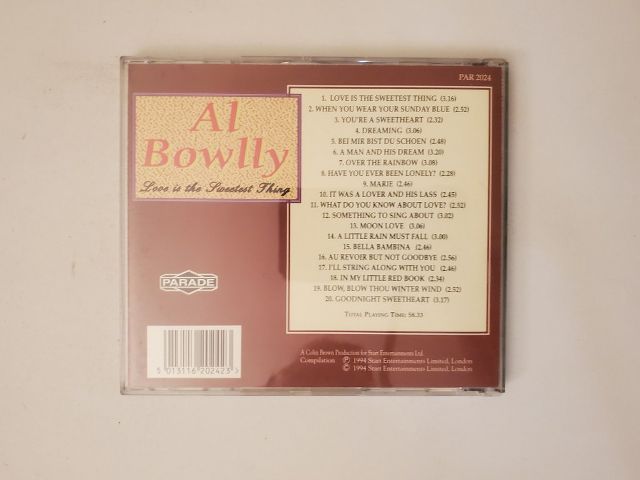 PAR 2024
Al
Bowlly
Love is the Sweetest Thing
1. LOVE IS THE SWEETEST THING (3.16)
2. WHEN YOU WEAR YOUR SUNDAY BLUE (2.52)
3. YOU'RE A SWEETHEART (2.32)
4. DREAMING (3.06)
5. BEI MIR BIST DU SCHOEN (2.48)
6. A MAN AND HIS DREAM (3.20)
7. OVER THE RAINBOW (3.08)
8. HAVE YOU EVER BEEN LONELY? (2.28)
9. MARIE (2.46)
10. IT WAS A LOVER AND HIS LASS (2.45)
11. WHAT DO YOU KNOW ABOUT LOVE? (2.52)
12. SOMETHING TO SING ABOUT (3.02)
13. MOON LOVE (3.06)
14. A LITTLE RAIN MUST FALL (3.00)
15. BELLA BAMBINA (2.46)
16. AU REVOIR BUT NOT GOODBYE (2.56)
17. I'LL STRING ALONG WITH YOU (2.46)
18. IN MY LITTLE RED BOOK (2.34)
19. BLOW, BLOW THOU WINTER WIND (2.52)
20. GOODNIGHT SWEETHEART (3.17)
TOTAL PLAYING TIME: 58.33
PARADE
A Colin Brown Production for Start Entertainments Ltd.
Compilation ℗ 1994 Start Entertainments Limited, London
© 1994 Start Entertainments Limited, London
5 013116 202423 >